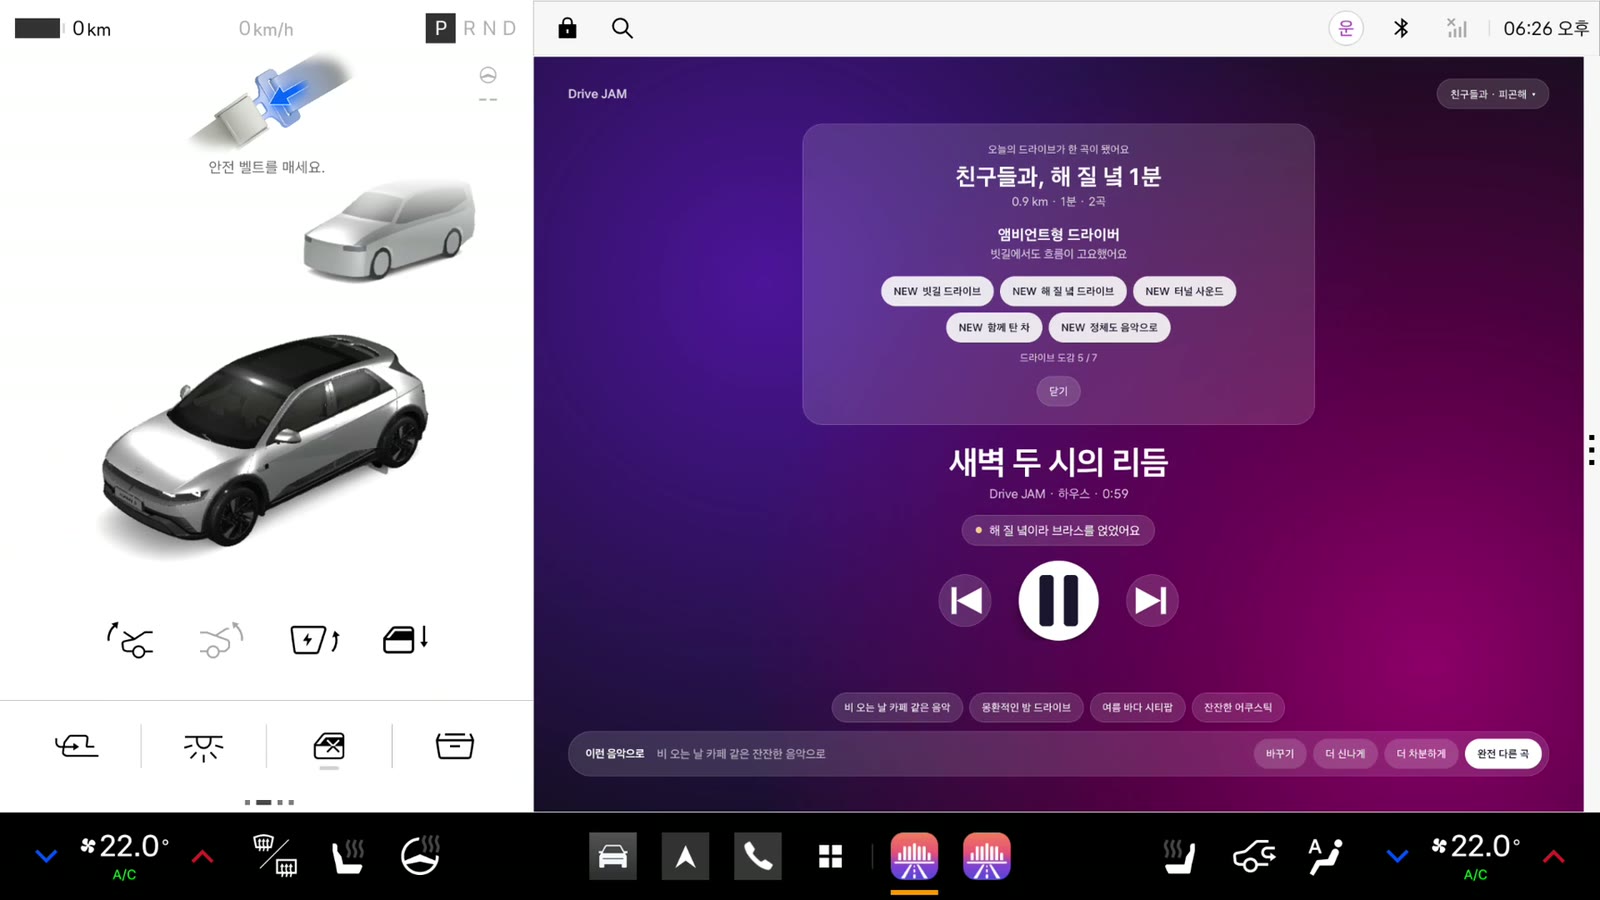 0 km
0 km/h
P R N D
운
06:26 오후
안전 벨트를 매세요.
Drive JAM
친구들과 · 피곤해
오늘의 드라이브가 한 곡이 됐어요
친구들과, 해 질 녘 1분
0.9 km · 1분 · 2곡
앰비언트형 드라이버
빗길에서도 흐름이 고요했어요
NEW 빗길 드라이브
NEW 해 질 녘 드라이브
NEW 터널 사운드
NEW 함께 탄 차
NEW 정체도 음악으로
드라이브 도감 5 / 7
닫기
새벽 두 시의 리듬
Drive JAM · 하우스 · 0:59
해 질 녘이라 브라스를 얹었어요
비 오는 날 카페 같은 음악
몽환적인 밤 드라이브
여름 바다 시티팝
잔잔한 어쿠스틱
이런 음악으로
비 오는 날 카페 같은 잔잔한 음악으로
바꾸기
더 신나게
더 차분하게
완전 다른 곡
22.0°
A/C
A
22.0°
A/C